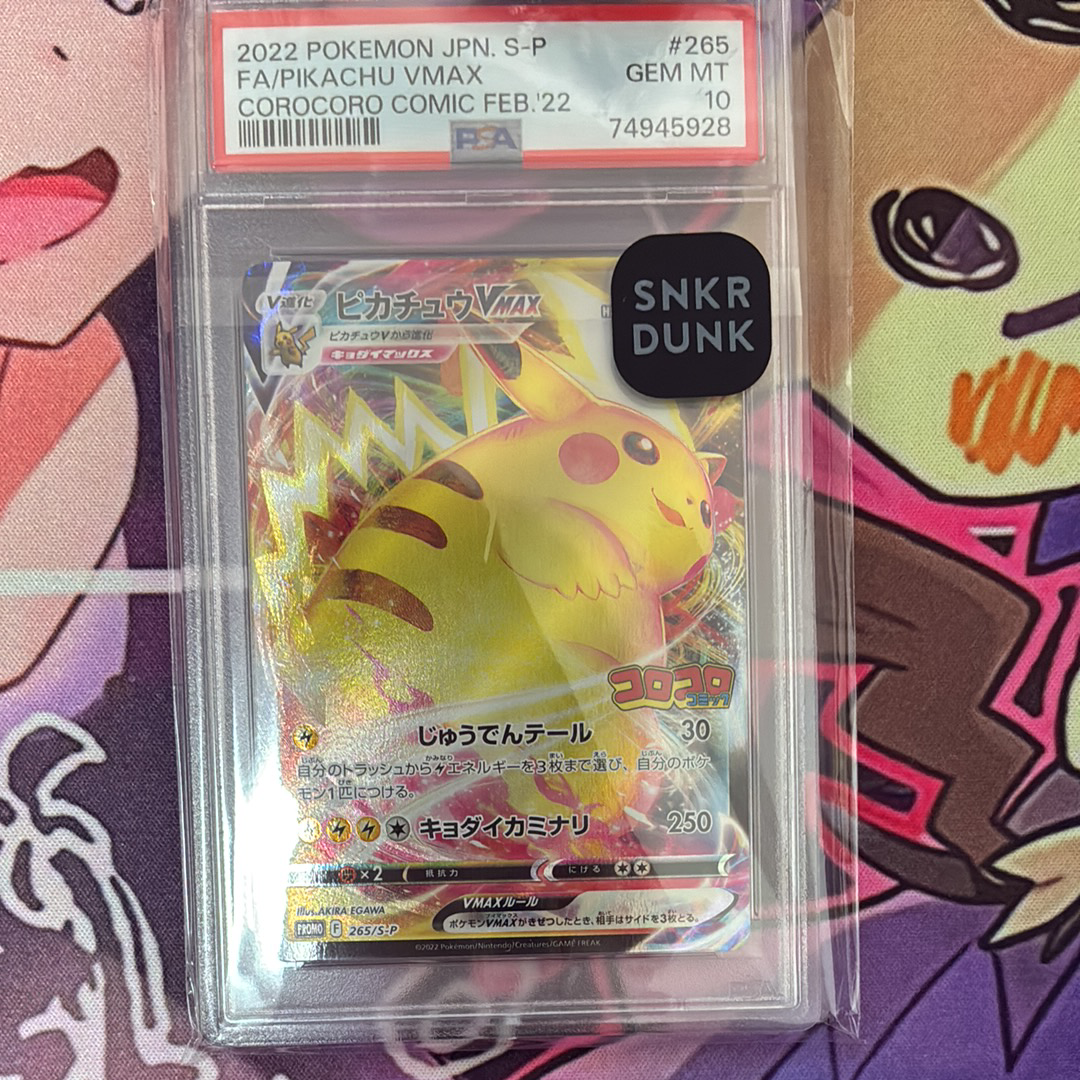 2022 POKEMON JPN. S-P #265
FA/PIKACHU VMAX GEM MT
COROCORO COMIC FEB.'22 10
PSA 74945928
SNKR
DUNK
V進化 ピカチュウVMAX
ピカチュウVから進化
キョダイマックス
コロコロ
コミック
じゅうでんテール 30
自分のトラッシュからエネルギーを3枚まで選び、自分のポケ
モン1匹につける。
キョダイカミナリ 250
×2 抵抗力 にげる
VMAXルール
ポケモンVMAXがきぜつしたとき、相手はサイドを3枚とる。
Illus. AKIRA EGAWA
PROMO F 265/S-P
©2022 Pokémon/Nintendo/Creatures/GAME FREAK